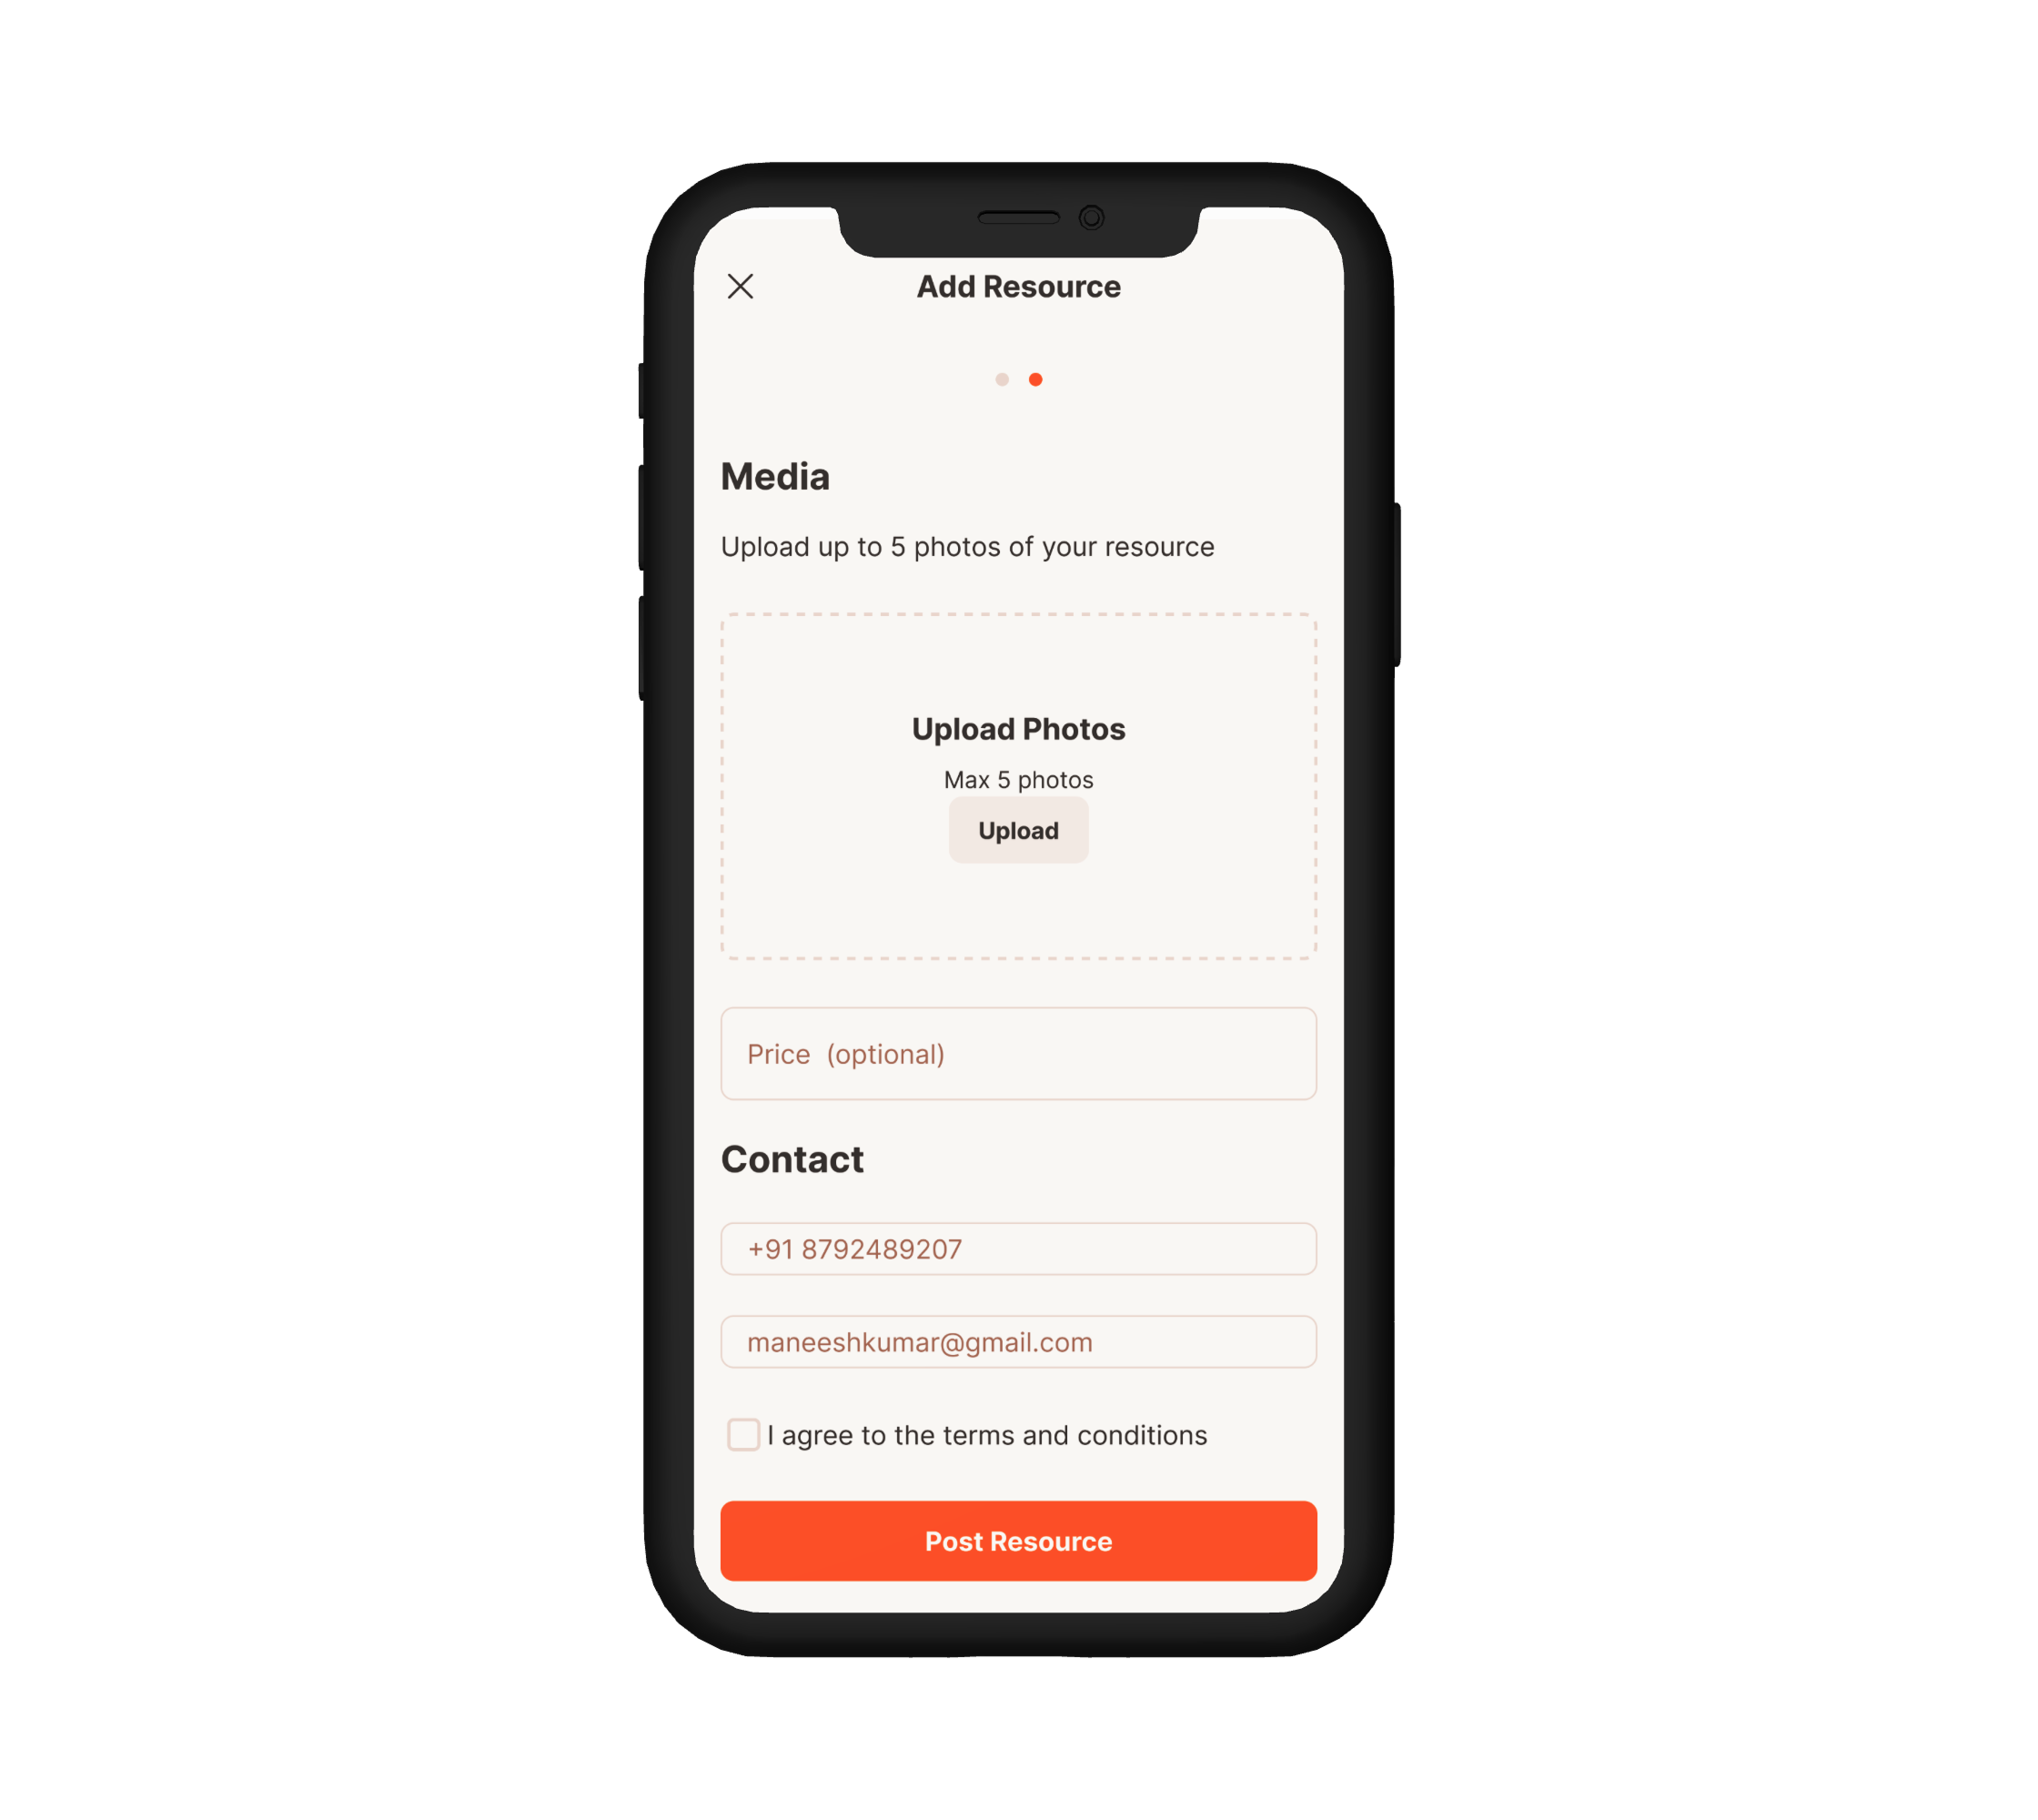 Add Resource
Media
Upload up to 5 photos of your resource
Upload Photos
Max 5 photos
Upload
Price (optional)
Contact
+91 8792489207
maneeshkumar@gmail.com
I agree to the terms and conditions
Post Resource